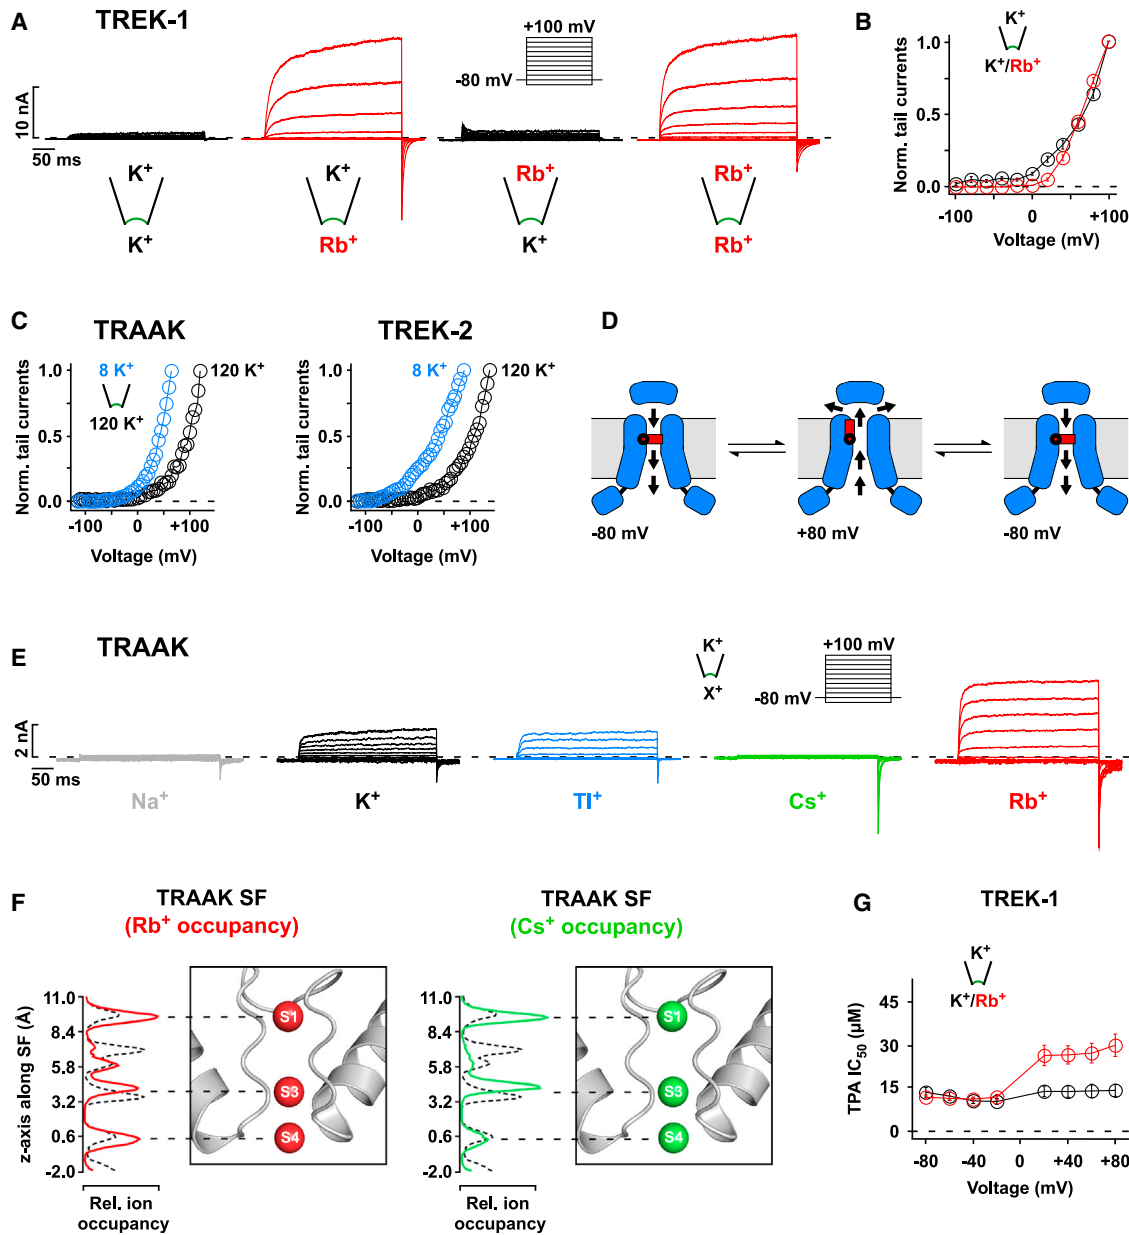 A
TREK-1
+100 mV
-80 mV
10 nA
50 ms
K⁺
K⁺
K⁺
Rb⁺
Rb⁺
K⁺
Rb⁺
Rb⁺
B
K⁺
K⁺/Rb⁺
Norm. tail currents
1.0
0.5
0.0
-100 0 +100
Voltage (mV)
C
TRAAK
Norm. tail currents
1.0
0.5
0.0
8 K⁺
120 K⁺
120 K⁺
-100 0 +100
Voltage (mV)
TREK-2
Norm. tail currents
1.0
0.5
0.0
8 K⁺
120 K⁺
-100 0 +100
Voltage (mV)
D
-80 mV
+80 mV
-80 mV
E
TRAAK
K⁺
X⁺
+100 mV
-80 mV
2 nA
50 ms
Na⁺
K⁺
Tl⁺
Cs⁺
Rb⁺
F
TRAAK SF
(Rb⁺ occupancy)
z-axis along SF (Å)
11.0
8.4
5.8
3.2
0.6
-2.0
Rel. ion
occupancy
S1
S3
S4
TRAAK SF
(Cs⁺ occupancy)
11.0
8.4
5.8
3.2
0.6
-2.0
Rel. ion
occupancy
S1
S3
S4
G
TREK-1
K⁺
K⁺/Rb⁺
TPA IC₅₀ (µM)
45
30
15
0
-80 -40 0 +40 +80
Voltage (mV)